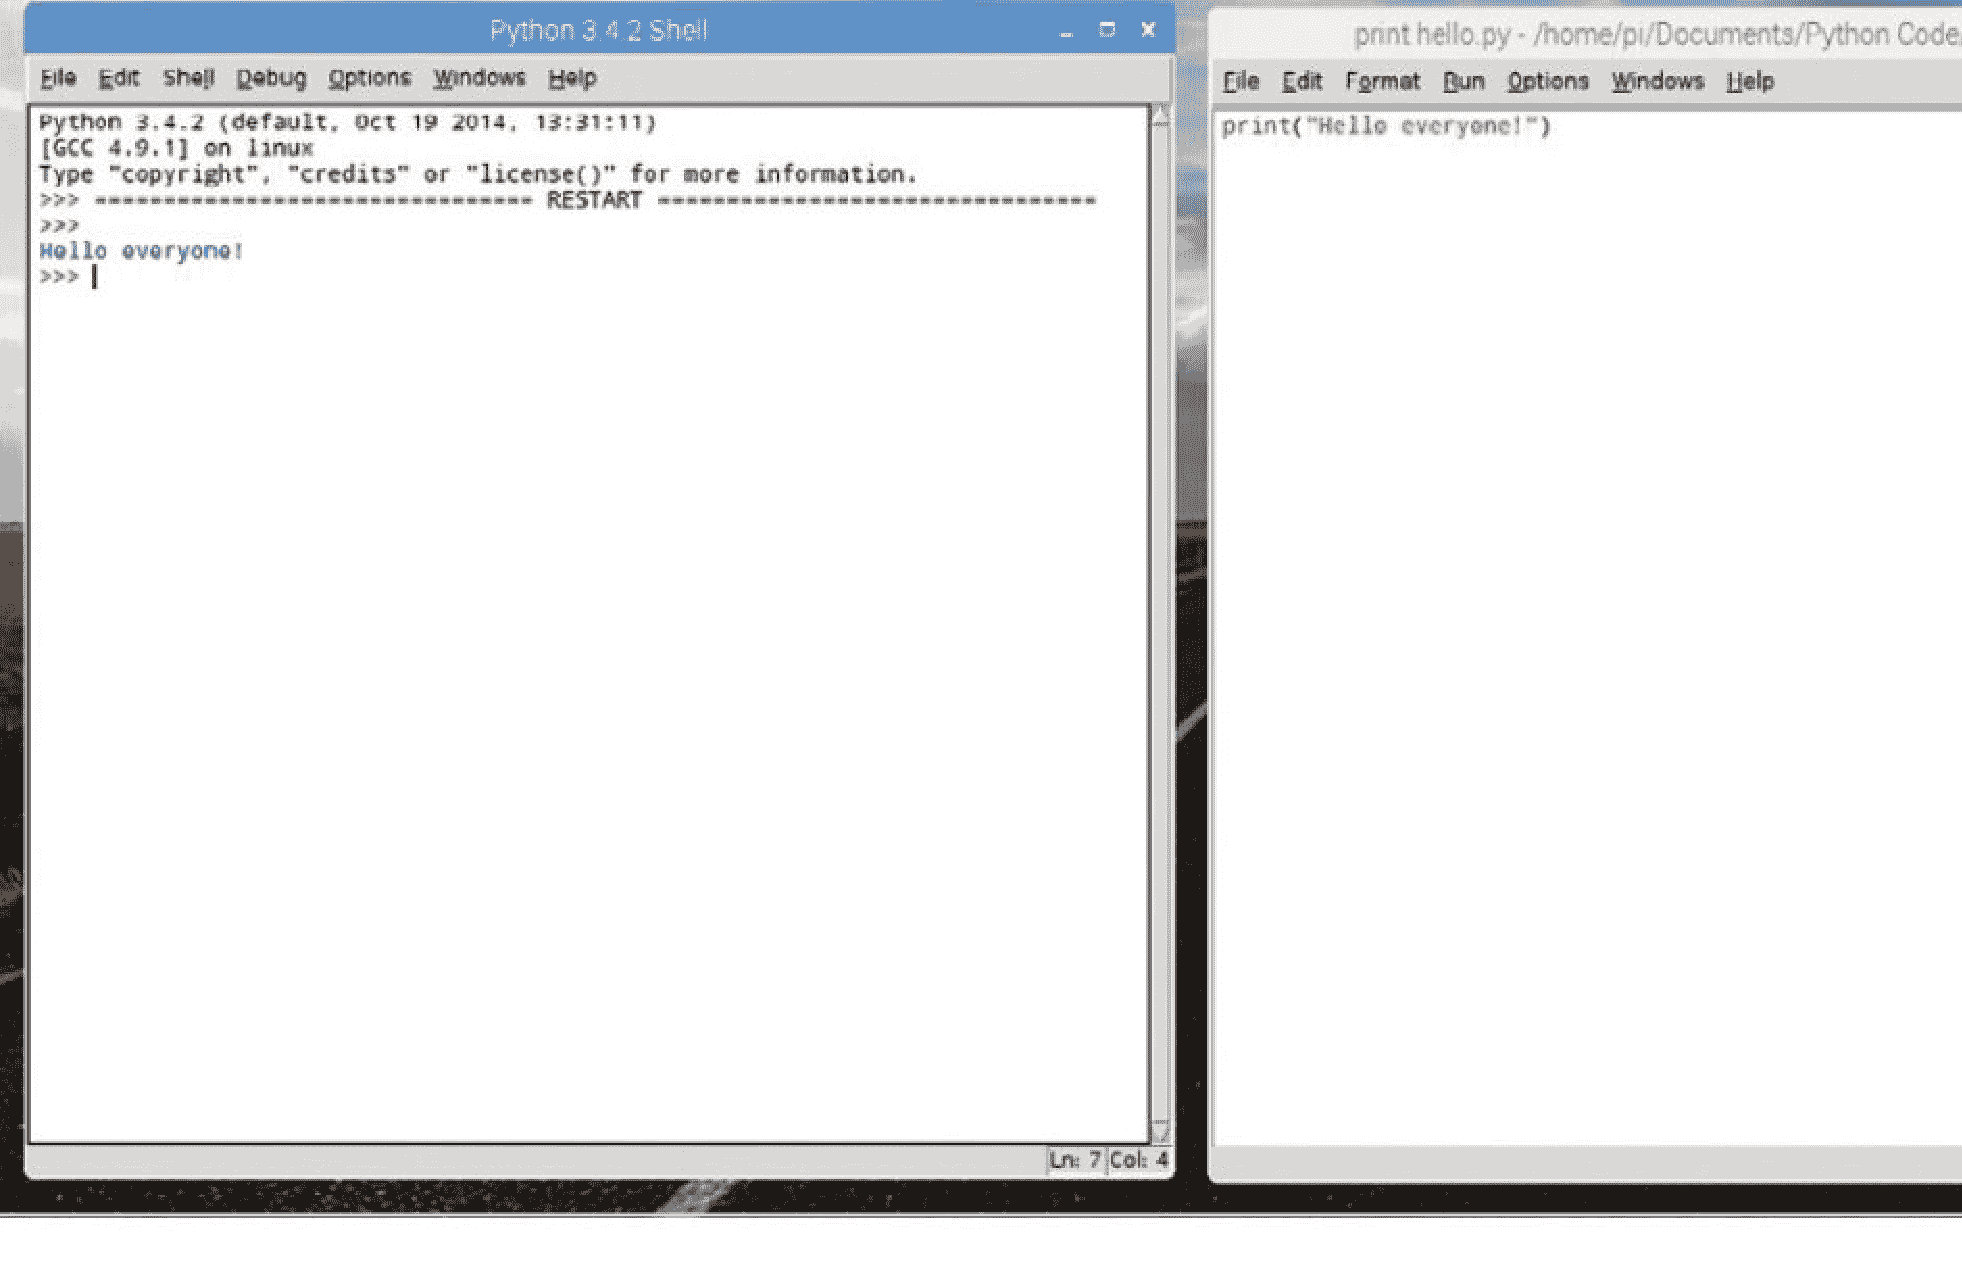 Python 3.4.2 Shell
File Edit Shell Debug Options Windows Help
Python 3.4.2 (default, Oct 19 2014, 13:31:11)
[GCC 4.9.1] on linux
Type "copyright", "credits" or "license()" for more information.
>>> ================================ RESTART ================================
>>>
Hello everyone!
>>>
Ln: 7 Col: 4
print hello.py - /home/pi/Documents/Python Code
File Edit Format Run Options Windows Help
print("Hello everyone!")